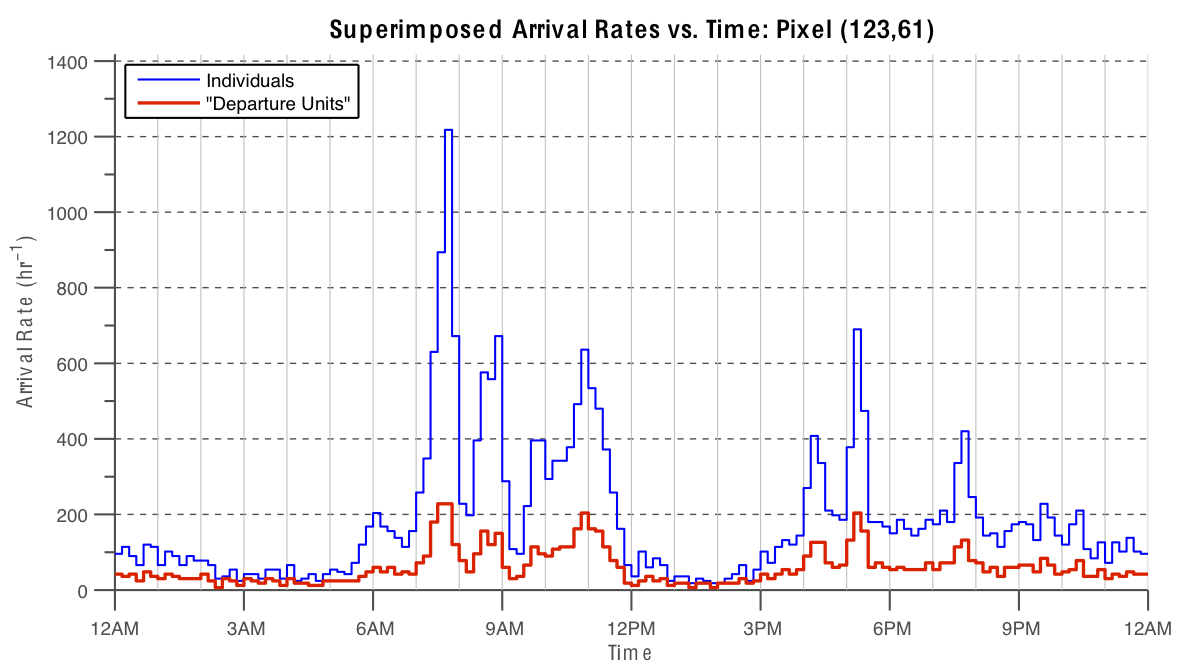 Superimposed Arrival Rates vs. Time: Pixel (123,61)
Individuals
"Departure Units"
1400
1200
1000
800
600
400
200
0
Arrival Rate (hr⁻¹)
12AM 3AM 6AM 9AM 12PM 3PM 6PM 9PM 12AM
Time